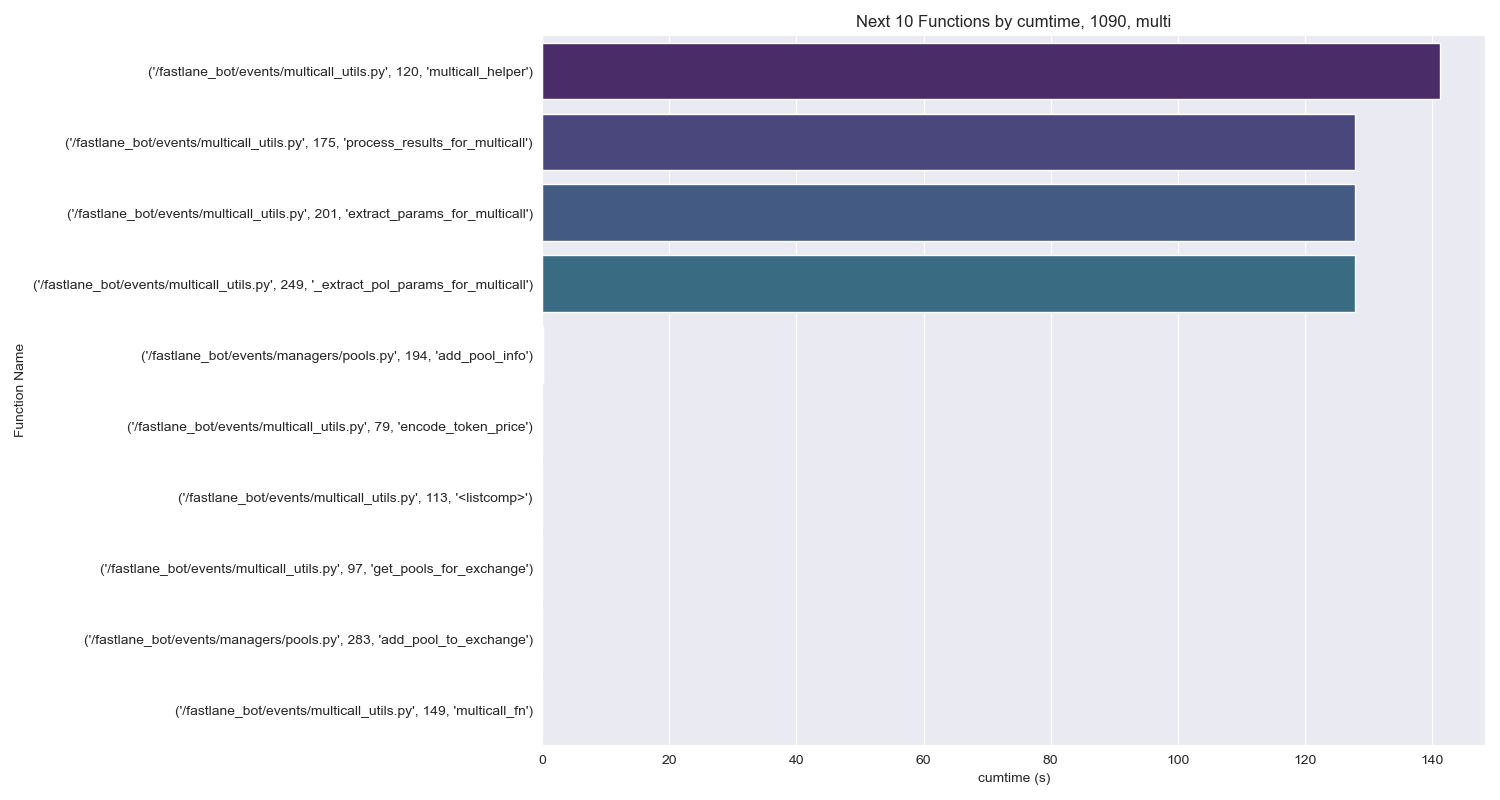 Next 10 Functions by cumtime, 1090, multi
('/fastlane_bot/events/multicall_utils.py', 120, 'multicall_helper')
('/fastlane_bot/events/multicall_utils.py', 175, 'process_results_for_multicall')
('/fastlane_bot/events/multicall_utils.py', 201, 'extract_params_for_multicall')
('/fastlane_bot/events/multicall_utils.py', 249, '_extract_pol_params_for_multicall')
('/fastlane_bot/events/managers/pools.py', 194, 'add_pool_info')
('/fastlane_bot/events/multicall_utils.py', 79, 'encode_token_price')
('/fastlane_bot/events/multicall_utils.py', 113, '<listcomp>')
('/fastlane_bot/events/multicall_utils.py', 97, 'get_pools_for_exchange')
('/fastlane_bot/events/managers/pools.py', 283, 'add_pool_to_exchange')
('/fastlane_bot/events/multicall_utils.py', 149, 'multicall_fn')
Function Name
0 20 40 60 80 100 120 140
cumtime (s)